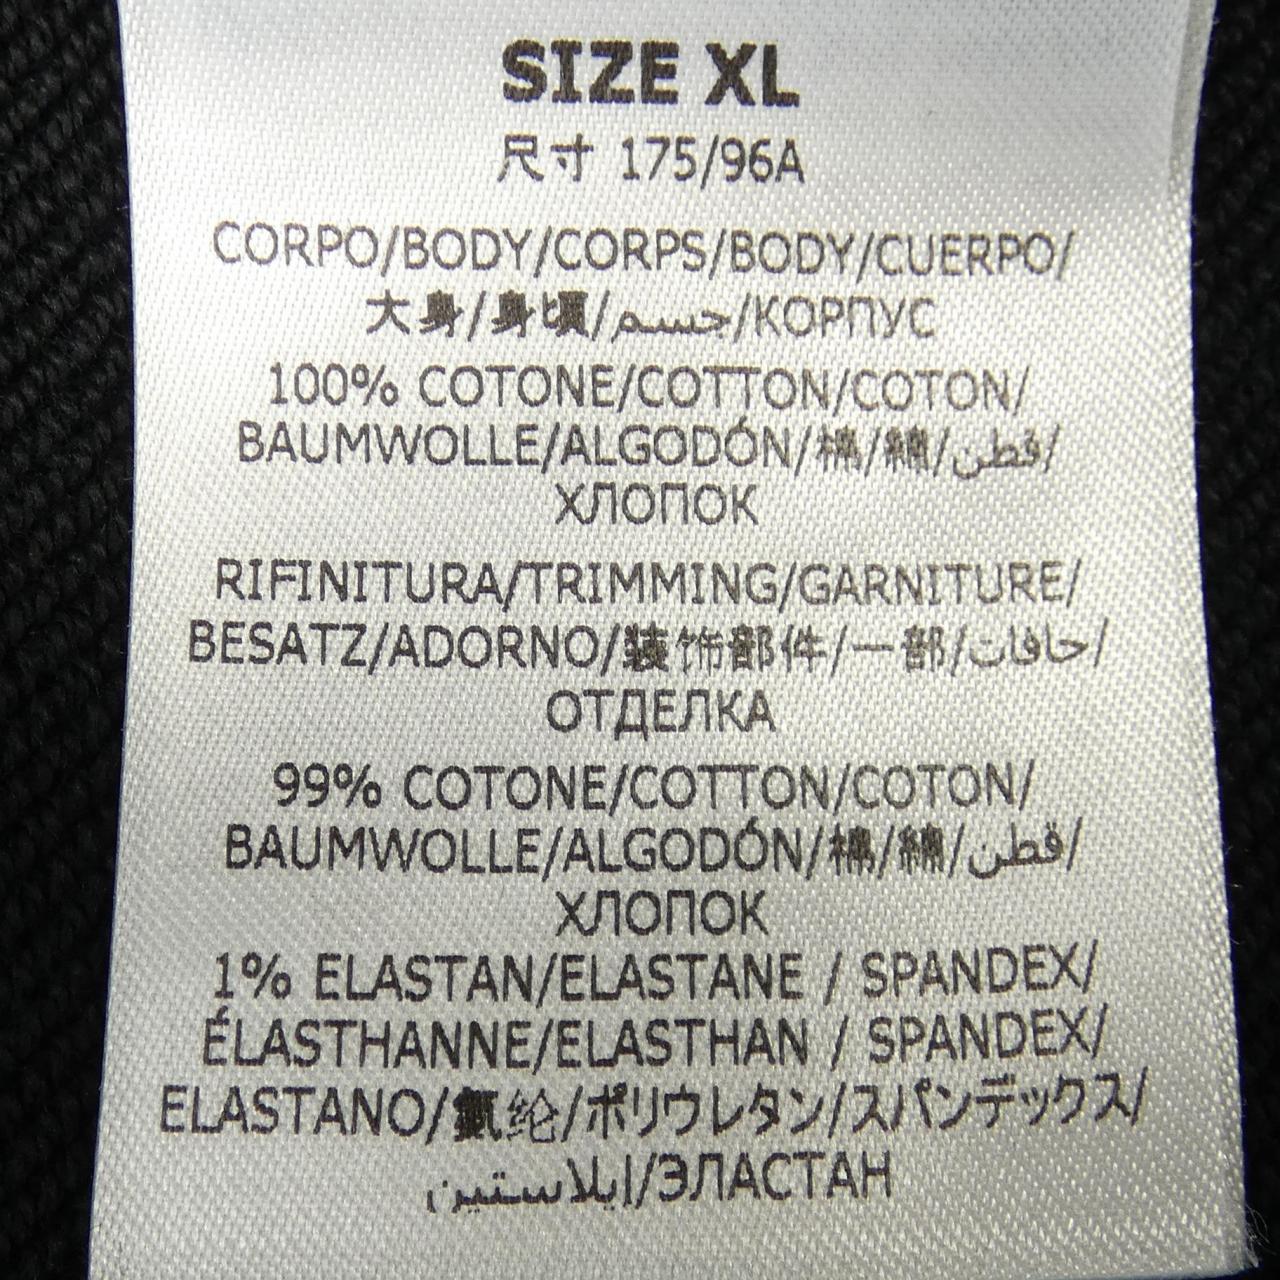 SIZE XL
尺寸 175/96A
CORPO/BODY/CORPS/BODY/CUERPO/
大身/身頃/جسم/КОРПУС
100% COTONE/COTTON/COTON/
BAUMWOLLE/ALGODÓN/棉/綿/قطن/
ХЛОПОК
RIFINITURA/TRIMMING/GARNITURE/
BESATZ/ADORNO/装饰部件/一部/حافات/
ОТДЕЛКА
99% COTONE/COTTON/COTON/
BAUMWOLLE/ALGODÓN/棉/綿/قطن/
ХЛОПОК
1% ELASTAN/ELASTANE / SPANDEX/
ÉLASTHANNE/ELASTHAN / SPANDEX/
ELASTANO/氨纶/ポリウレタン/スパンデックス/
إيلاستين/ЭЛАСТАН